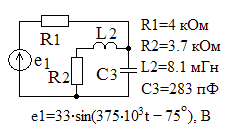 R1
L2
R1=4 кОм
R2=3.7 кОм
L2=8.1 мГн
C3=283 пФ
e1
R2
C3
e1=33·sin(375·10³t − 75°), В